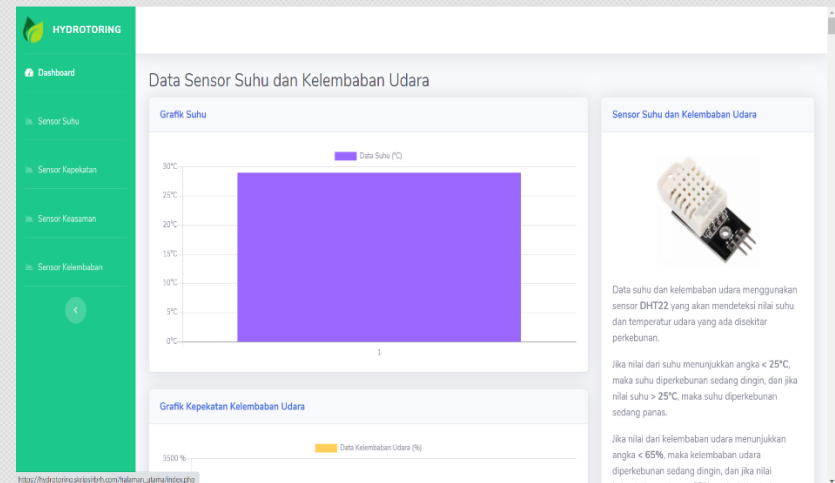 HYDROTORING
Dashboard
Sensor Suhu
Sensor Kepekatan
Sensor Keasaman
Sensor Kelembaban
Data Sensor Suhu dan Kelembaban Udara
Grafik Suhu
Data Suhu (°C)
30°C
25°C
20°C
15°C
10°C
5°C
0°C
1
Grafik Kepekatan Kelembaban Udara
Data Kelembaban Udara (%)
3500 %
Sensor Suhu dan Kelembaban Udara
Data suhu dan kelembaban udara menggunakan
sensor DHT22 yang akan mendeteksi nilai suhu
dan temperatur udara yang ada disekitar
perkebunan.
Jika nilai dari suhu menunjukkan angka < 25°C,
maka suhu diperkebunan sedang dingin, dan jika
nilai suhu > 25°C, maka suhu diperkebunan
sedang panas.
Jika nilai dari kelembaban udara menunjukkan
angka < 65%, maka kelembaban udara
diperkebunan sedang dingin, dan jika nilai